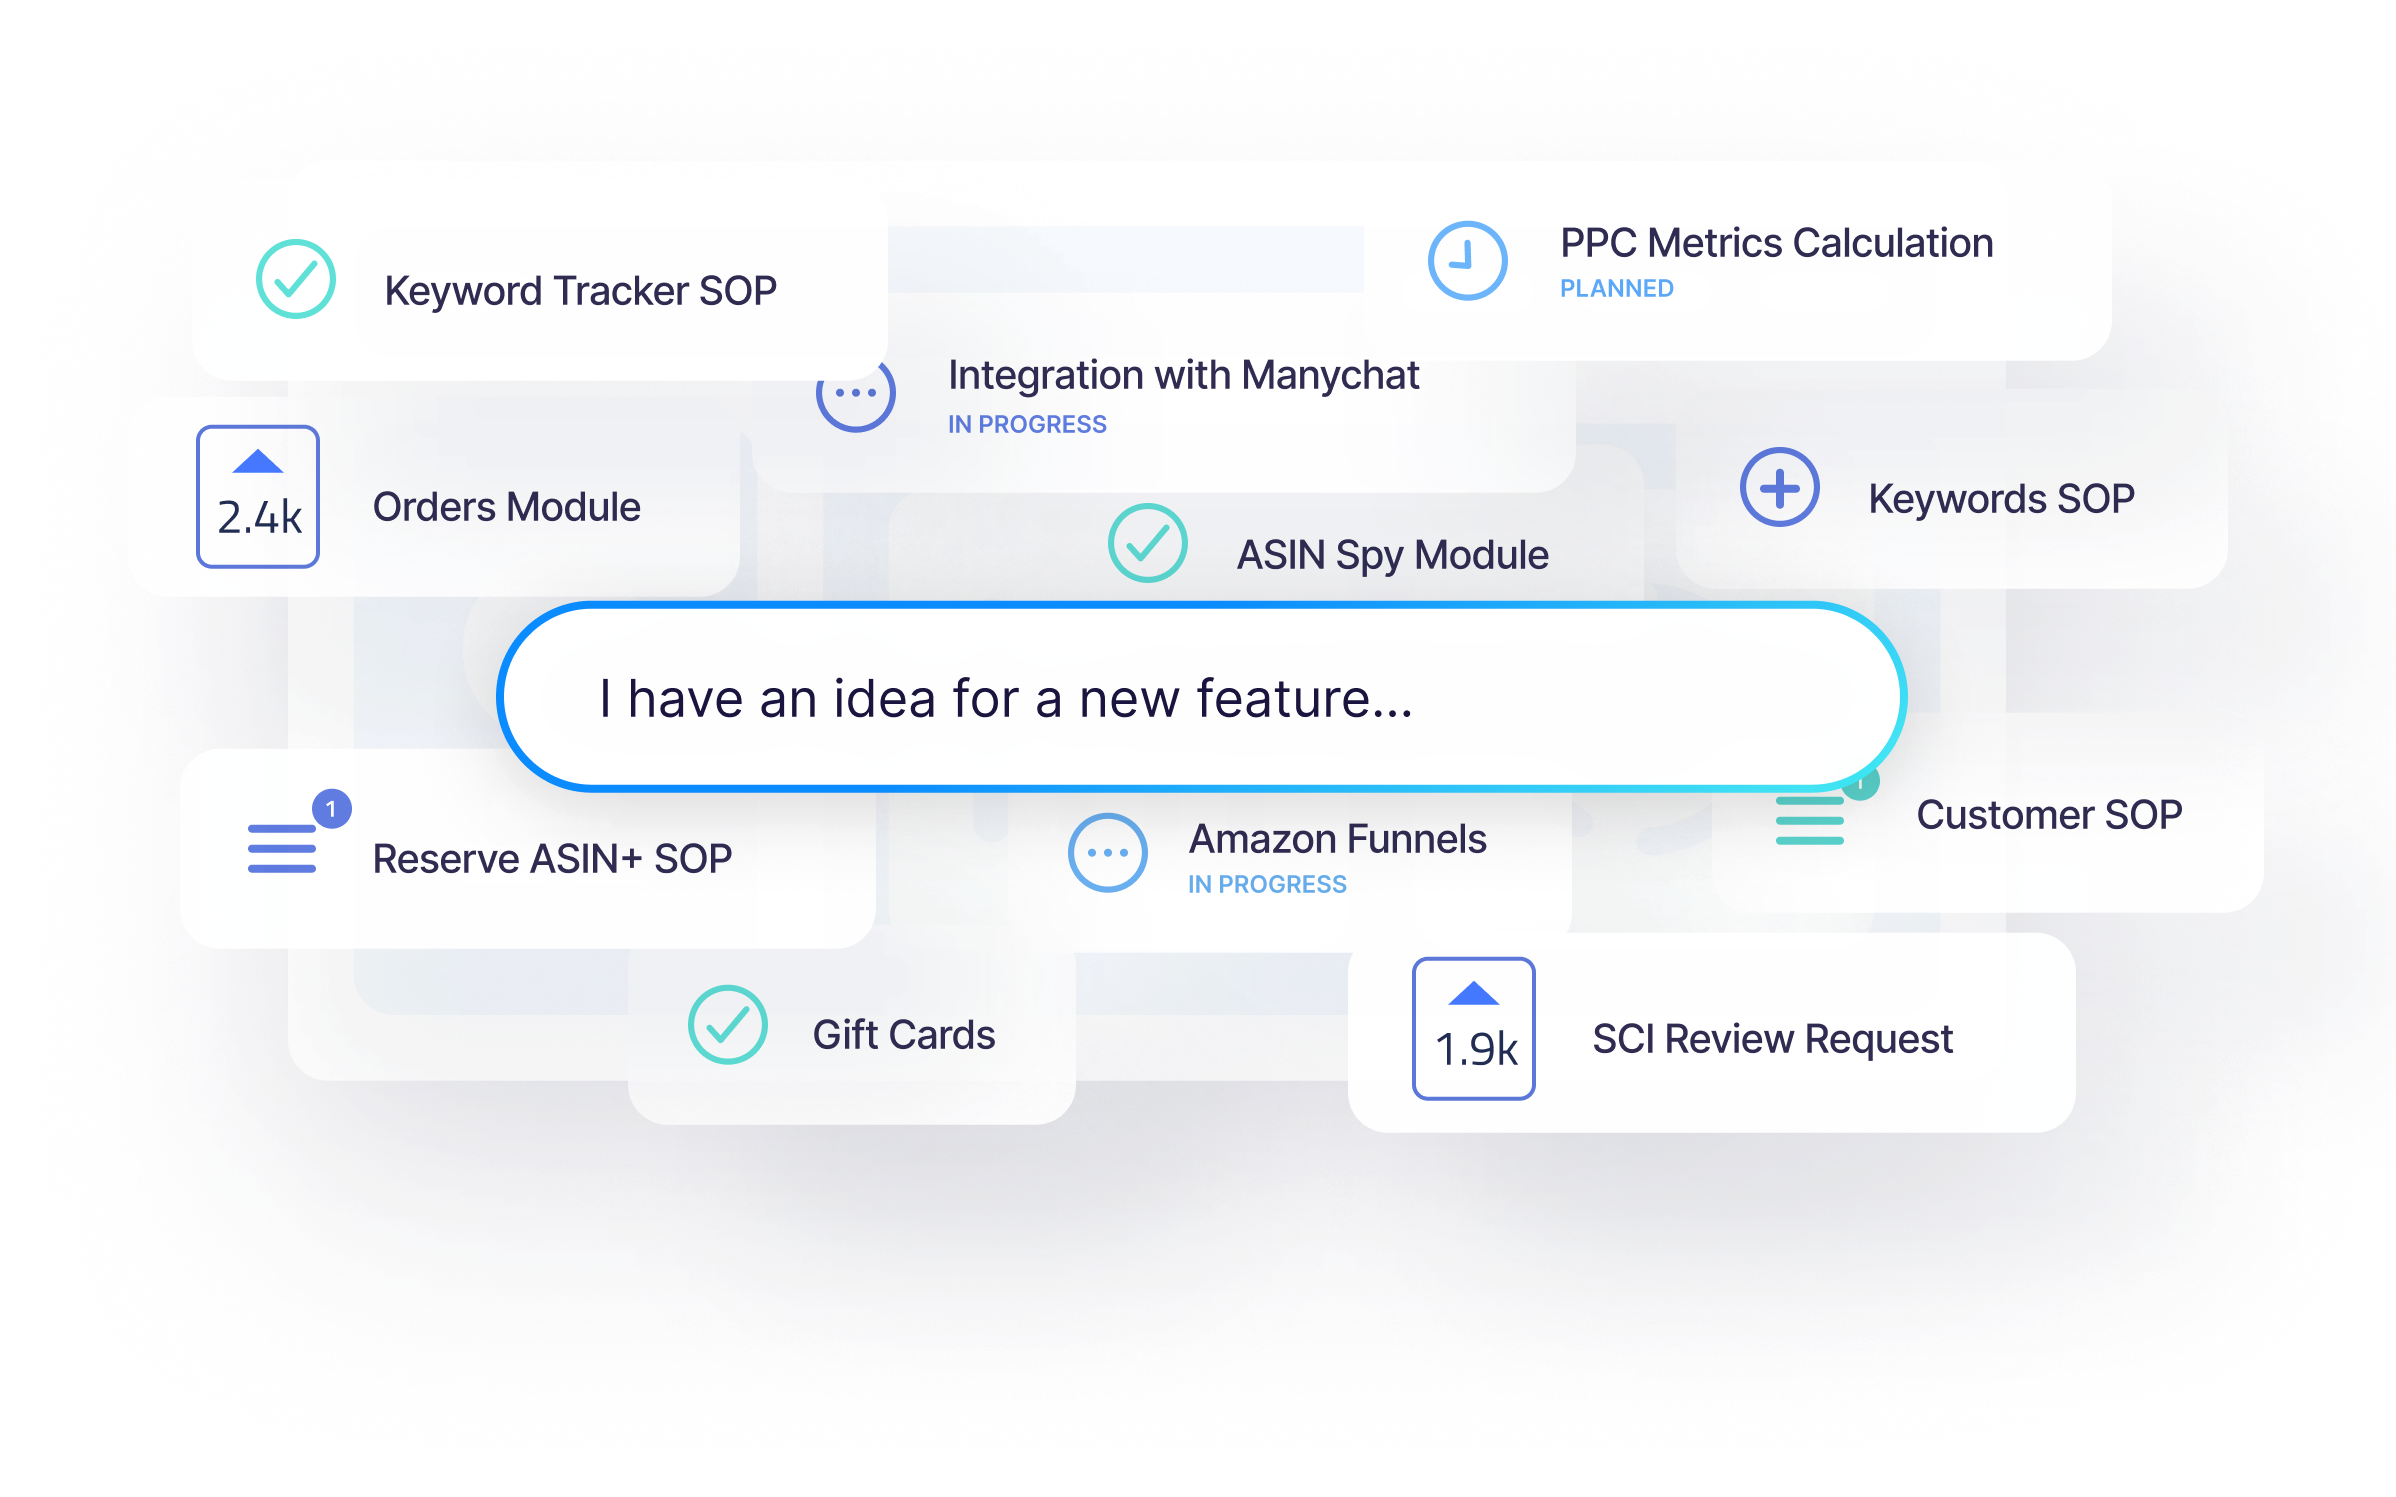 Keyword Tracker SOP
PPC Metrics Calculation
PLANNED
Integration with Manychat
IN PROGRESS
2.4k
Orders Module
Keywords SOP
ASIN Spy Module
I have an idea for a new feature...
1
Reserve ASIN+ SOP
Amazon Funnels
IN PROGRESS
Customer SOP
Gift Cards
1.9k
SCI Review Request